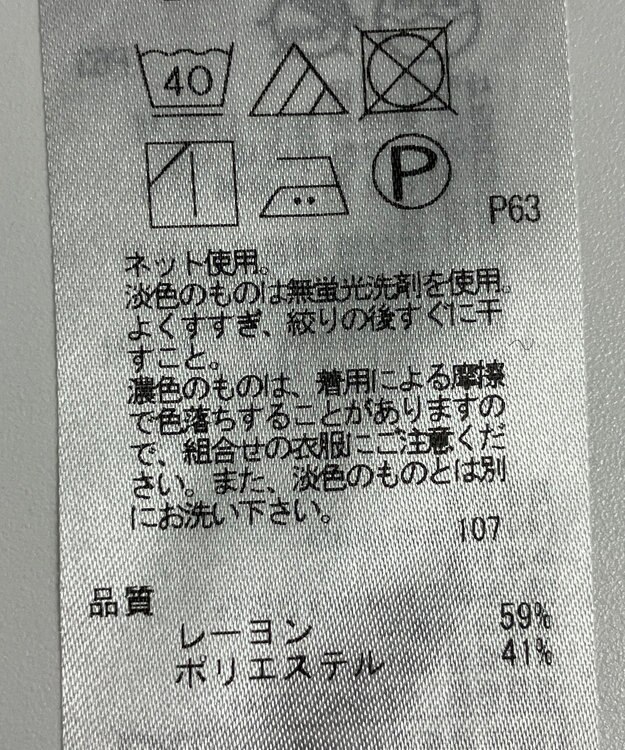 40
P
P63
ネット使用。
淡色のものは無蛍光洗剤を使用。
よくすすぎ、絞りの後すぐに干
すこと。
濃色のものは、着用による摩擦
で色落ちすることがありますの
で、組合せの衣服にご注意くだ
さい。また、淡色のものとは別
にお洗い下さい。
107
品質
レーヨン 59%
ポリエステル 41%